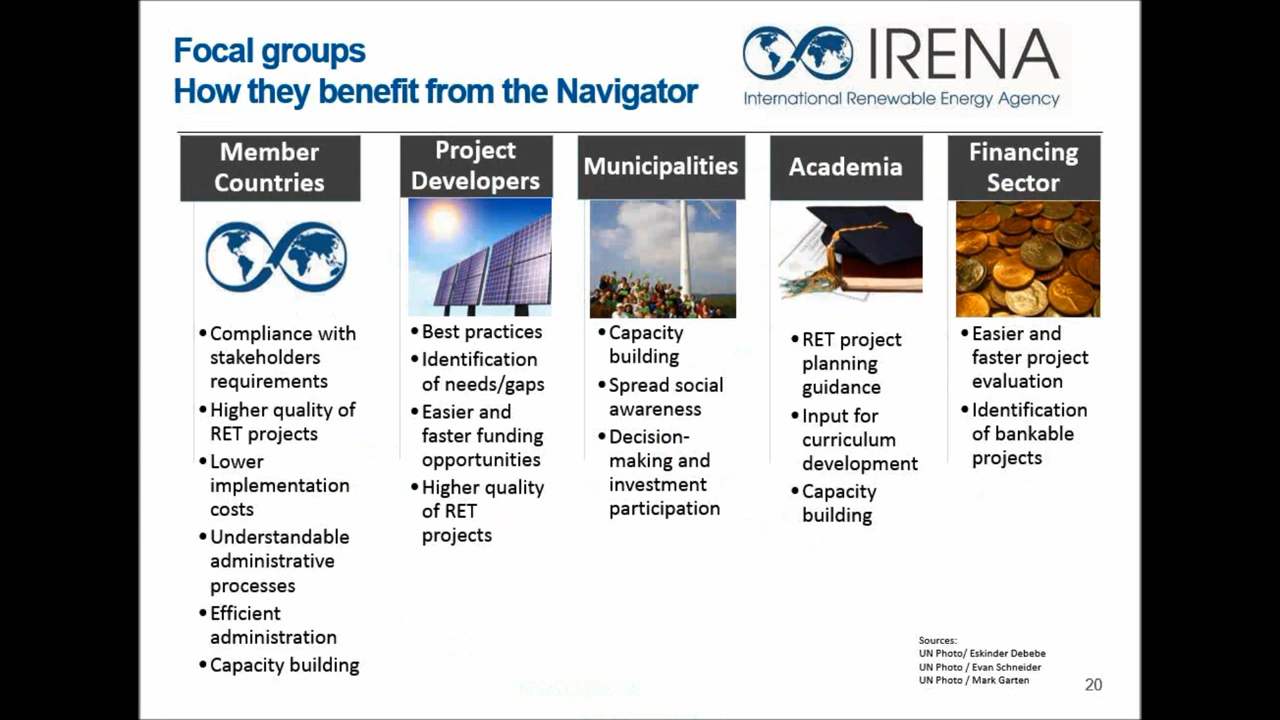 Focal groups
How they benefit from the Navigator
IRENA
International Renewable Energy Agency
Member
Countries
• Compliance with
stakeholders
requirements
• Higher quality of
RET projects
• Lower
implementation
costs
• Understandable
administrative
processes
• Efficient
administration
• Capacity building
Project
Developers
• Best practices
• Identification
of needs/gaps
• Easier and
faster funding
opportunities
• Higher quality
of RET
projects
Municipalities
• Capacity
building
• Spread social
awareness
• Decision-
making and
investment
participation
Academia
• RET project
planning
guidance
• Input for
curriculum
development
• Capacity
building
Financing
Sector
• Easier and
faster project
evaluation
• Identification
of bankable
projects
Sources:
UN Photo/ Eskinder Debebe
UN Photo / Evan Schneider
UN Photo / Mark Garten
20